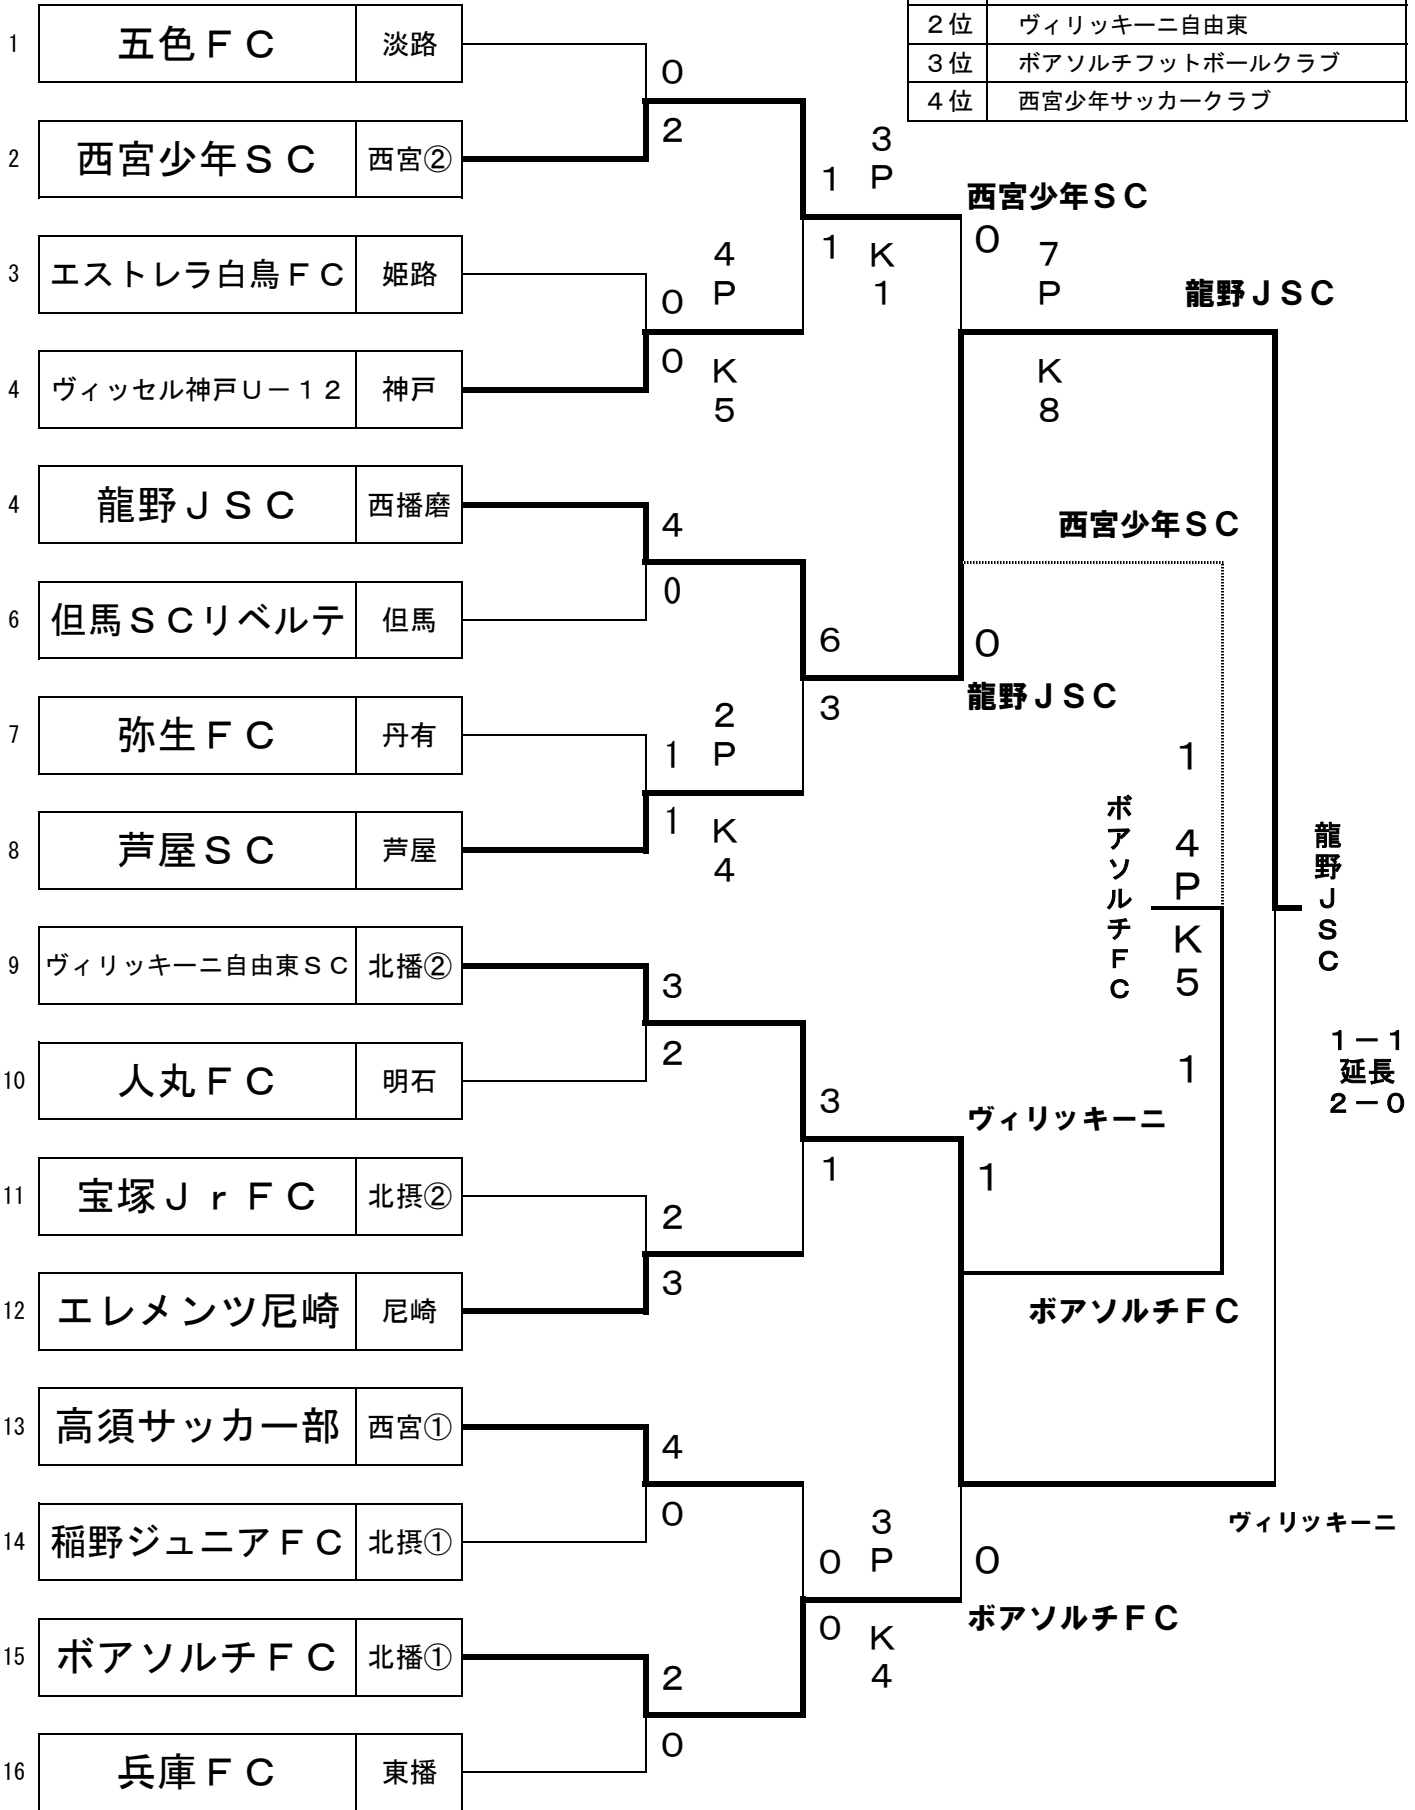 ２位 ヴィリッキーニ自由東
３位 ボアソルチフットボールクラブ
４位 西宮少年サッカークラブ
1 五色ＦＣ 淡路
0
2
2 西宮少年ＳＣ 西宮②
3 エストレラ白鳥ＦＣ 姫路
0
0
4
P
K
5
4 ヴィッセル神戸Ｕ－１２ 神戸
1
1
3
P
K
1
4 龍野ＪＳＣ 西播磨
4
0
6 但馬ＳＣリベルテ 但馬
7 弥生ＦＣ 丹有
1
1
2
P
K
4
8 芦屋ＳＣ 芦屋
6
3
西宮少年ＳＣ
0
7
P
K
8
0
龍野ＪＳＣ
龍野ＪＳＣ
西宮少年ＳＣ
9 ヴィリッキーニ自由東ＳＣ 北播②
3
2
10 人丸ＦＣ 明石
11 宝塚ＪｒＦＣ 北摂②
2
3
12 エレメンツ尼崎 尼崎
3
1
13 高須サッカー部 西宮①
4
0
14 稲野ジュニアＦＣ 北摂①
15 ボアソルチＦＣ 北播①
2
0
16 兵庫ＦＣ 東播
0
0
3
P
K
4
ヴィリッキーニ
1
0
ボアソルチＦＣ
ボアソルチＦＣ
ヴィリッキーニ
ボアソルチＦＣ
1
4
P
K
5
1
龍野ＪＳＣ
１－１
延長
２－０